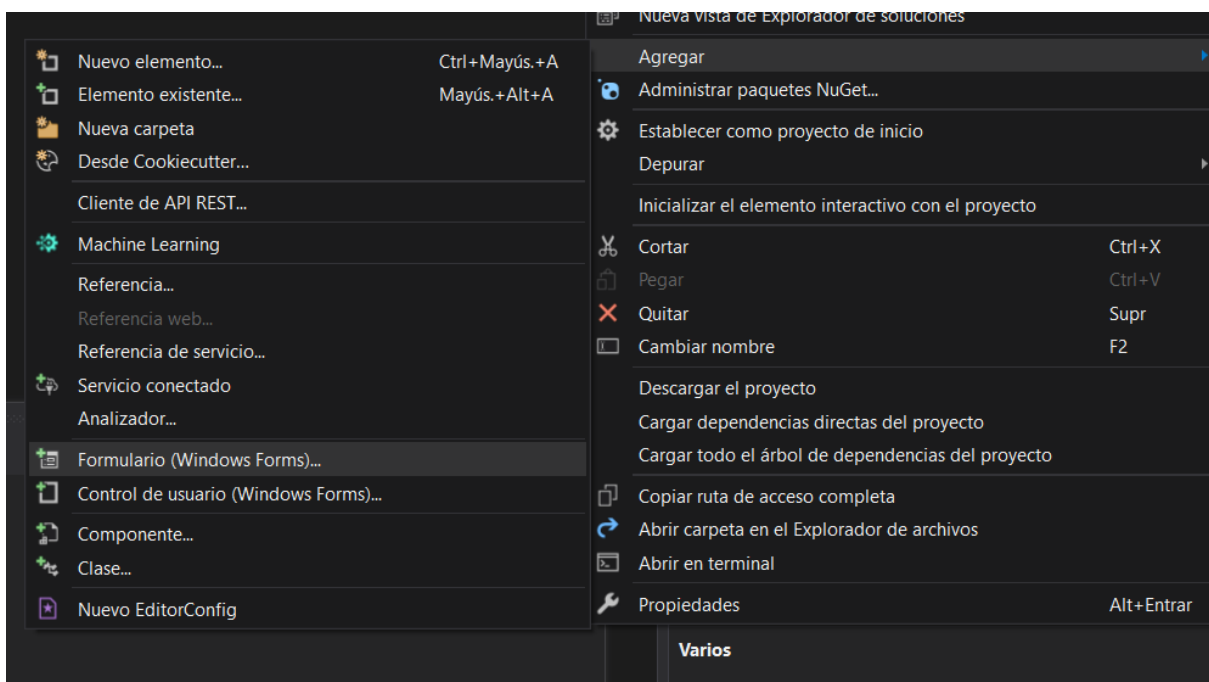 Nueva vista de Explorador de soluciones
Nuevo elemento... Ctrl+Mayús.+A
Elemento existente... Mayús.+Alt+A
Nueva carpeta
Desde Cookiecutter...
Cliente de API REST...
Machine Learning
Referencia...
Referencia web...
Referencia de servicio...
Servicio conectado
Analizador...
Formulario (Windows Forms)...
Control de usuario (Windows Forms)...
Componente...
Clase...
Nuevo EditorConfig
Agregar
Administrar paquetes NuGet...
Establecer como proyecto de inicio
Depurar
Inicializar el elemento interactivo con el proyecto
Cortar Ctrl+X
Pegar Ctrl+V
Quitar Supr
Cambiar nombre F2
Descargar el proyecto
Cargar dependencias directas del proyecto
Cargar todo el árbol de dependencias del proyecto
Copiar ruta de acceso completa
Abrir carpeta en el Explorador de archivos
Abrir en terminal
Propiedades Alt+Entrar
Varios